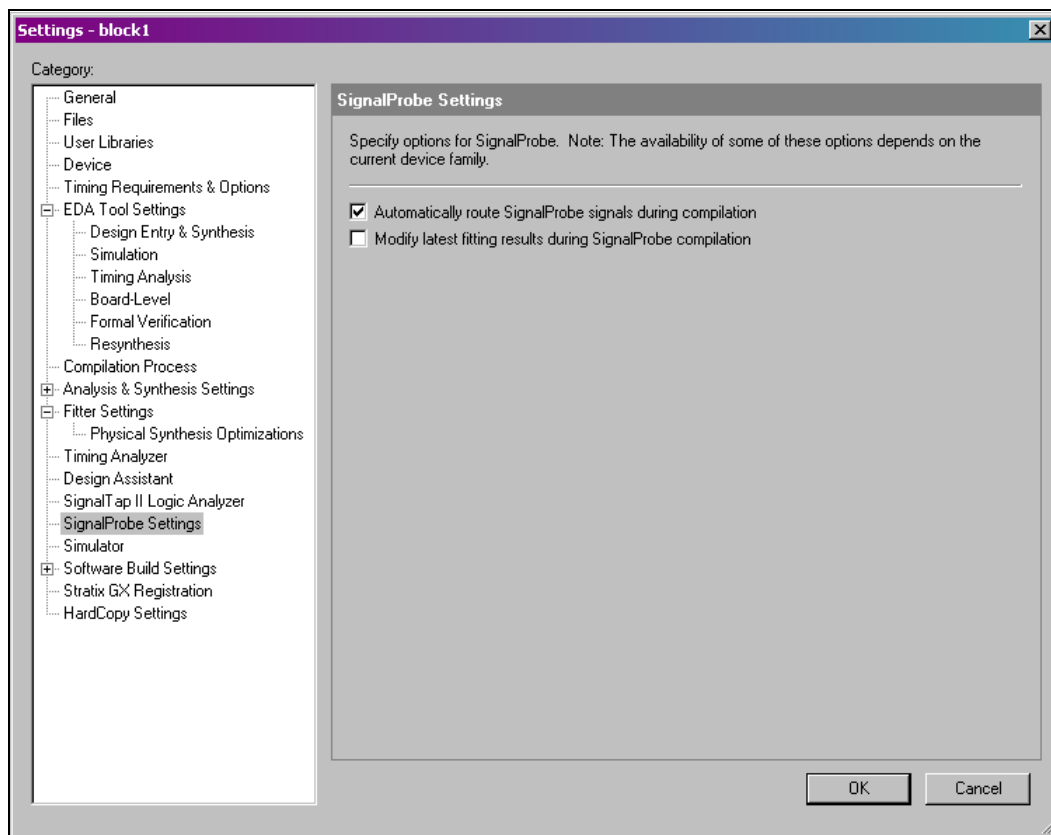 Settings - block1
Category:
General
Files
User Libraries
Device
Timing Requirements & Options
EDA Tool Settings
Design Entry & Synthesis
Simulation
Timing Analysis
Board-Level
Formal Verification
Resynthesis
Compilation Process
Analysis & Synthesis Settings
Fitter Settings
Physical Synthesis Optimizations
Timing Analyzer
Design Assistant
SignalTap II Logic Analyzer
SignalProbe Settings
Simulator
Software Build Settings
Stratix GX Registration
HardCopy Settings
SignalProbe Settings
Specify options for SignalProbe. Note: The availability of some of these options depends on the
current device family.
Automatically route SignalProbe signals during compilation
Modify latest fitting results during SignalProbe compilation
OK
Cancel